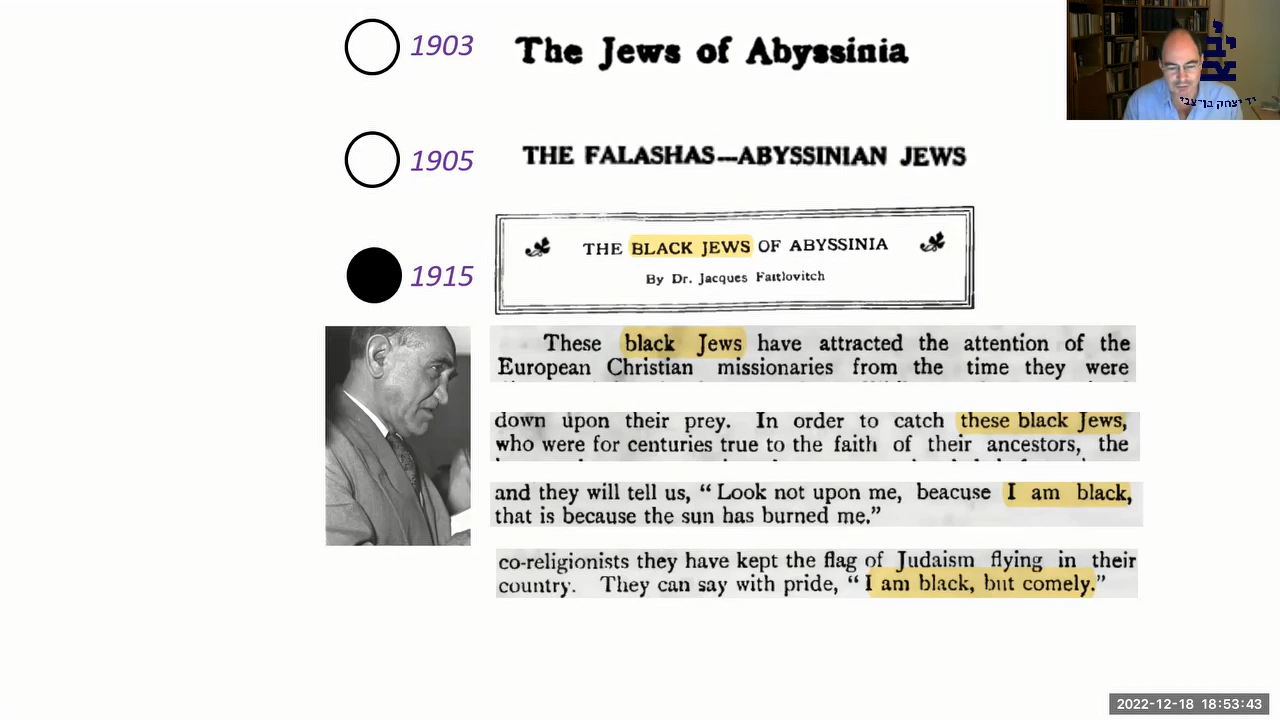 1903 The Jews of Abyssinia
1905 THE FALASHAS—ABYSSINIAN JEWS
1915
THE BLACK JEWS OF ABYSSINIA
By Dr. Jacques Faitlovitch
These black Jews have attracted the attention of the
European Christian missionaries from the time they were
down upon their prey. In order to catch these black Jews,
who were for centuries true to the faith of their ancestors, the
and they will tell us, “Look not upon me, beacuse I am black,
that is because the sun has burned me.”
co-religionists they have kept the flag of Judaism flying in their
country. They can say with pride, “I am black, but comely.”
יד יצחק בן-צבי
2022-12-18 18:53:43